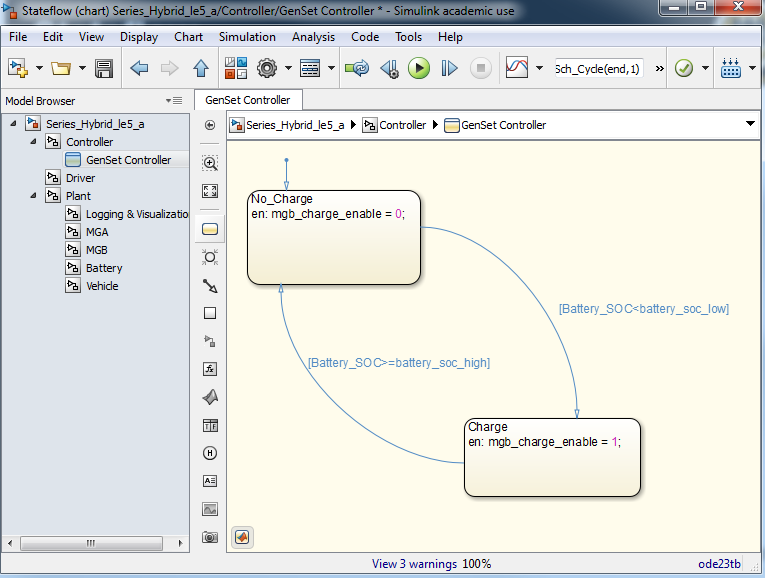 Stateflow (chart) Series_Hybrid_le5_a/Controller/GenSet Controller * - Simulink academic use
File Edit View Display Chart Simulation Analysis Code Tools Help
Sch_Cycle(end,1) »
Model Browser
GenSet Controller
Series_Hybrid_le5_a
Controller
GenSet Controller
Driver
Plant
Logging & Visualizatio
MGA
MGB
Battery
Vehicle
Series_Hybrid_le5_a Controller GenSet Controller
No_Charge
en: mgb_charge_enable = 0;
[Battery_SOC<battery_soc_low]
[Battery_SOC>=battery_soc_high]
Charge
en: mgb_charge_enable = 1;
View 3 warnings 100% ode23tb